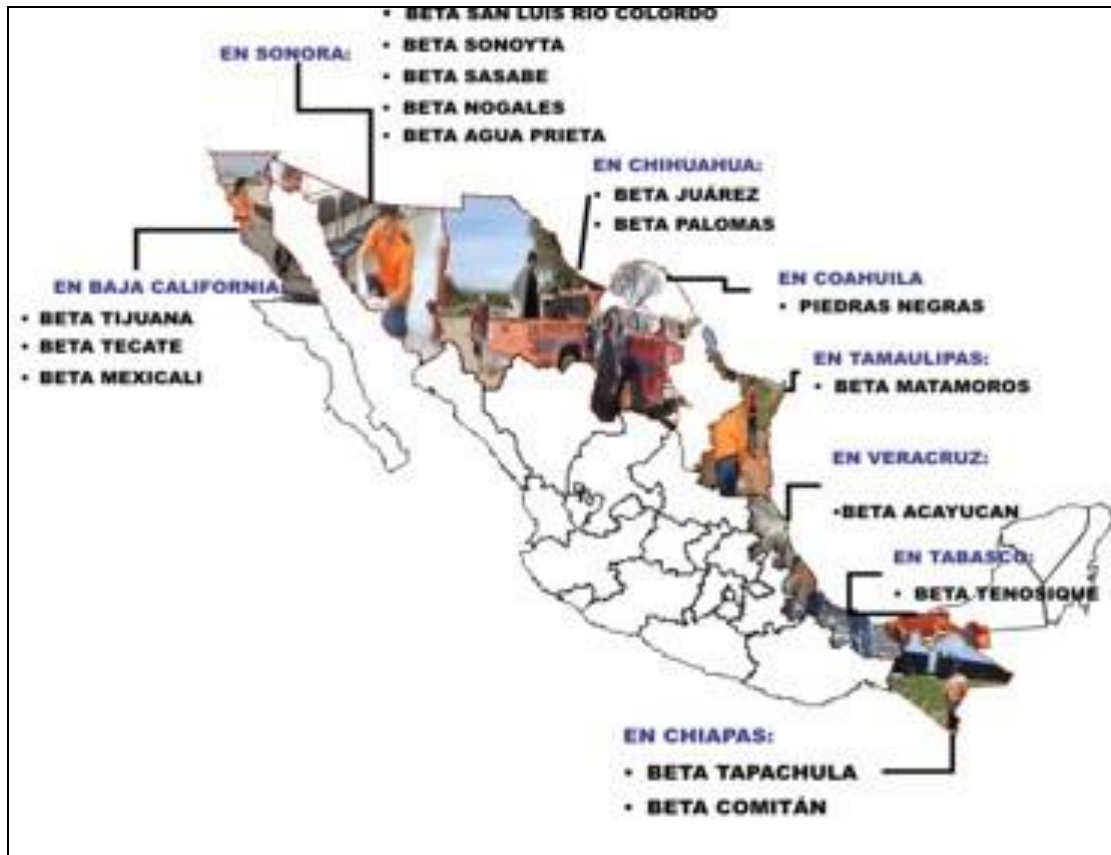 • BETA SAN LUIS RIO COLORDO
EN SONORA:
• BETA SONOYTA
• BETA SASABE
• BETA NOGALES
• BETA AGUA PRIETA
EN CHIHUAHUA:
• BETA JUÁREZ
• BETA PALOMAS
EN BAJA CALIFORNIA:
• BETA TIJUANA
• BETA TECATE
• BETA MEXICALI
EN COAHUILA
• PIEDRAS NEGRAS
EN TAMAULIPAS:
• BETA MATAMOROS
EN VERACRUZ:
•BETA ACAYUCAN
EN TABASCO:
• BETA TENOSIQUE
EN CHIAPAS:
• BETA TAPACHULA
• BETA COMITÁN